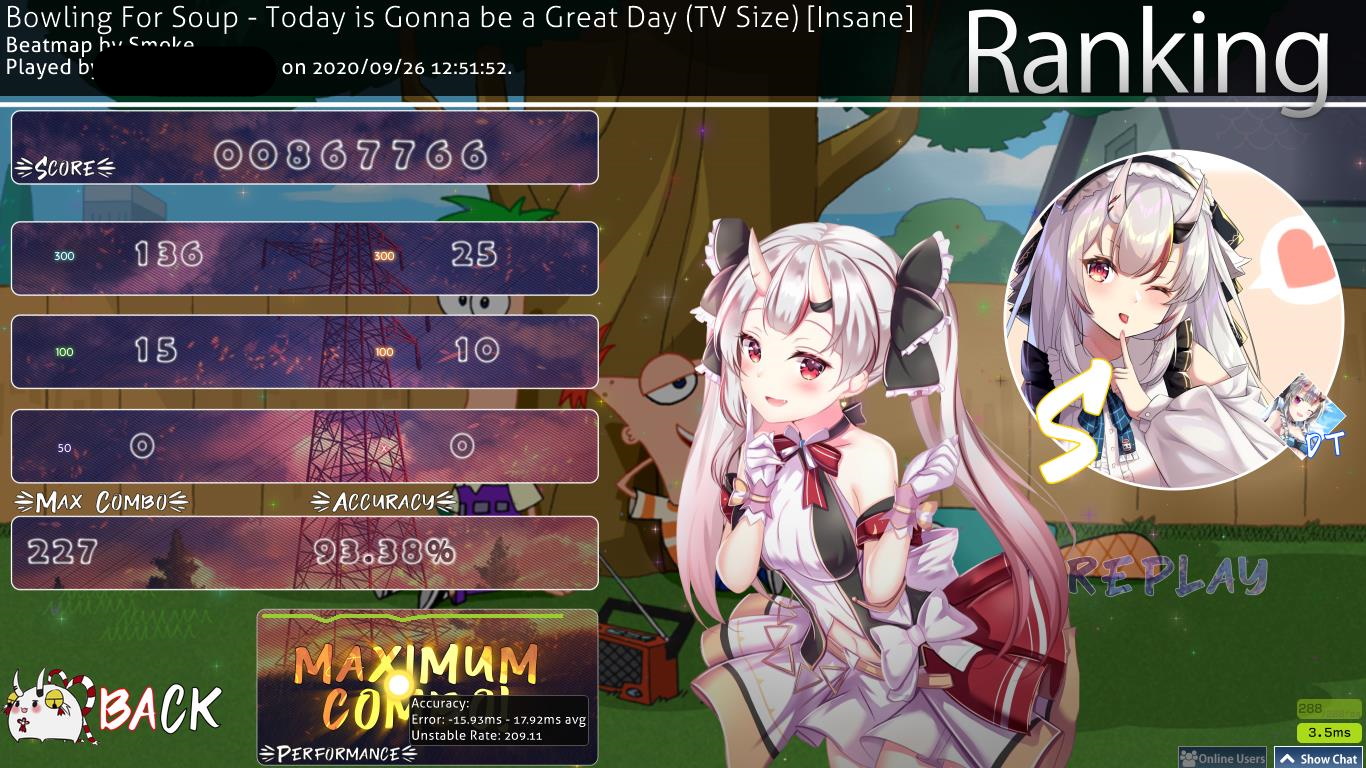 Bowling For Soup - Today is Gonna be a Great Day (TV Size) [Insane]
Beatmap by Smoke
Played by on 2020/09/26 12:51:52.
Ranking
Score 00867766
300 136 300 25
100 15 100 10
50 0 0
Max Combo Accuracy
227 93.38%
S
DT
REPLAY
MAXIMUM
Accuracy:
Error: -15.93ms - 17.92ms avg
Unstable Rate: 209.11
Performance
BACK
288
3.5ms
Online Users Show Chat